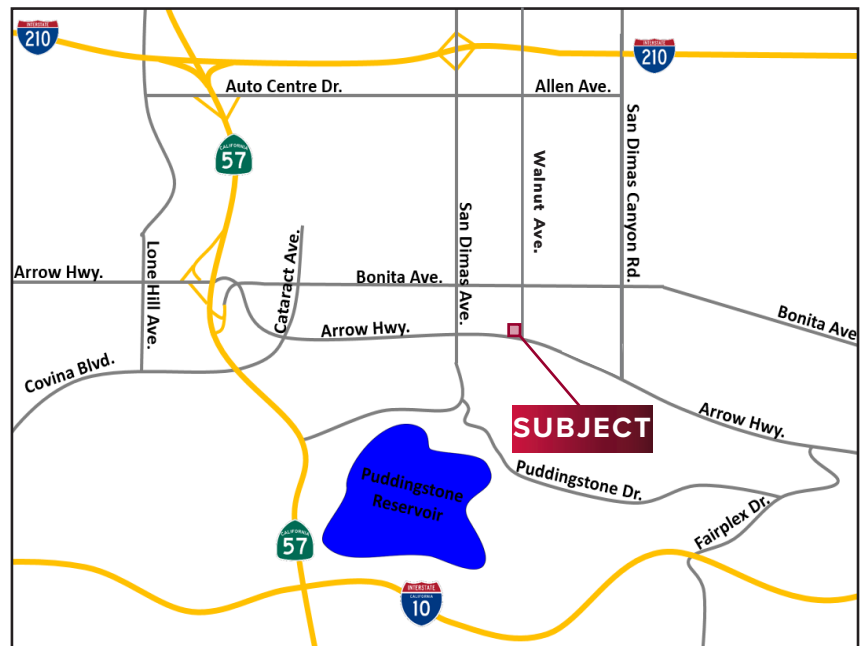 INTERSTATE
210
INTERSTATE
210
Auto Centre Dr.
Allen Ave.
CALIFORNIA
57
San Dimas Canyon Rd.
Walnut Ave.
San Dimas Ave.
Cataract Ave.
Lone Hill Ave.
Arrow Hwy.
Bonita Ave.
Bonita Ave
Arrow Hwy.
Covina Blvd.
SUBJECT
Arrow Hwy.
Puddingstone
Reservoir
Puddingstone Dr.
Fairplex Dr.
CALIFORNIA
57
INTERSTATE
CALIFORNIA
10